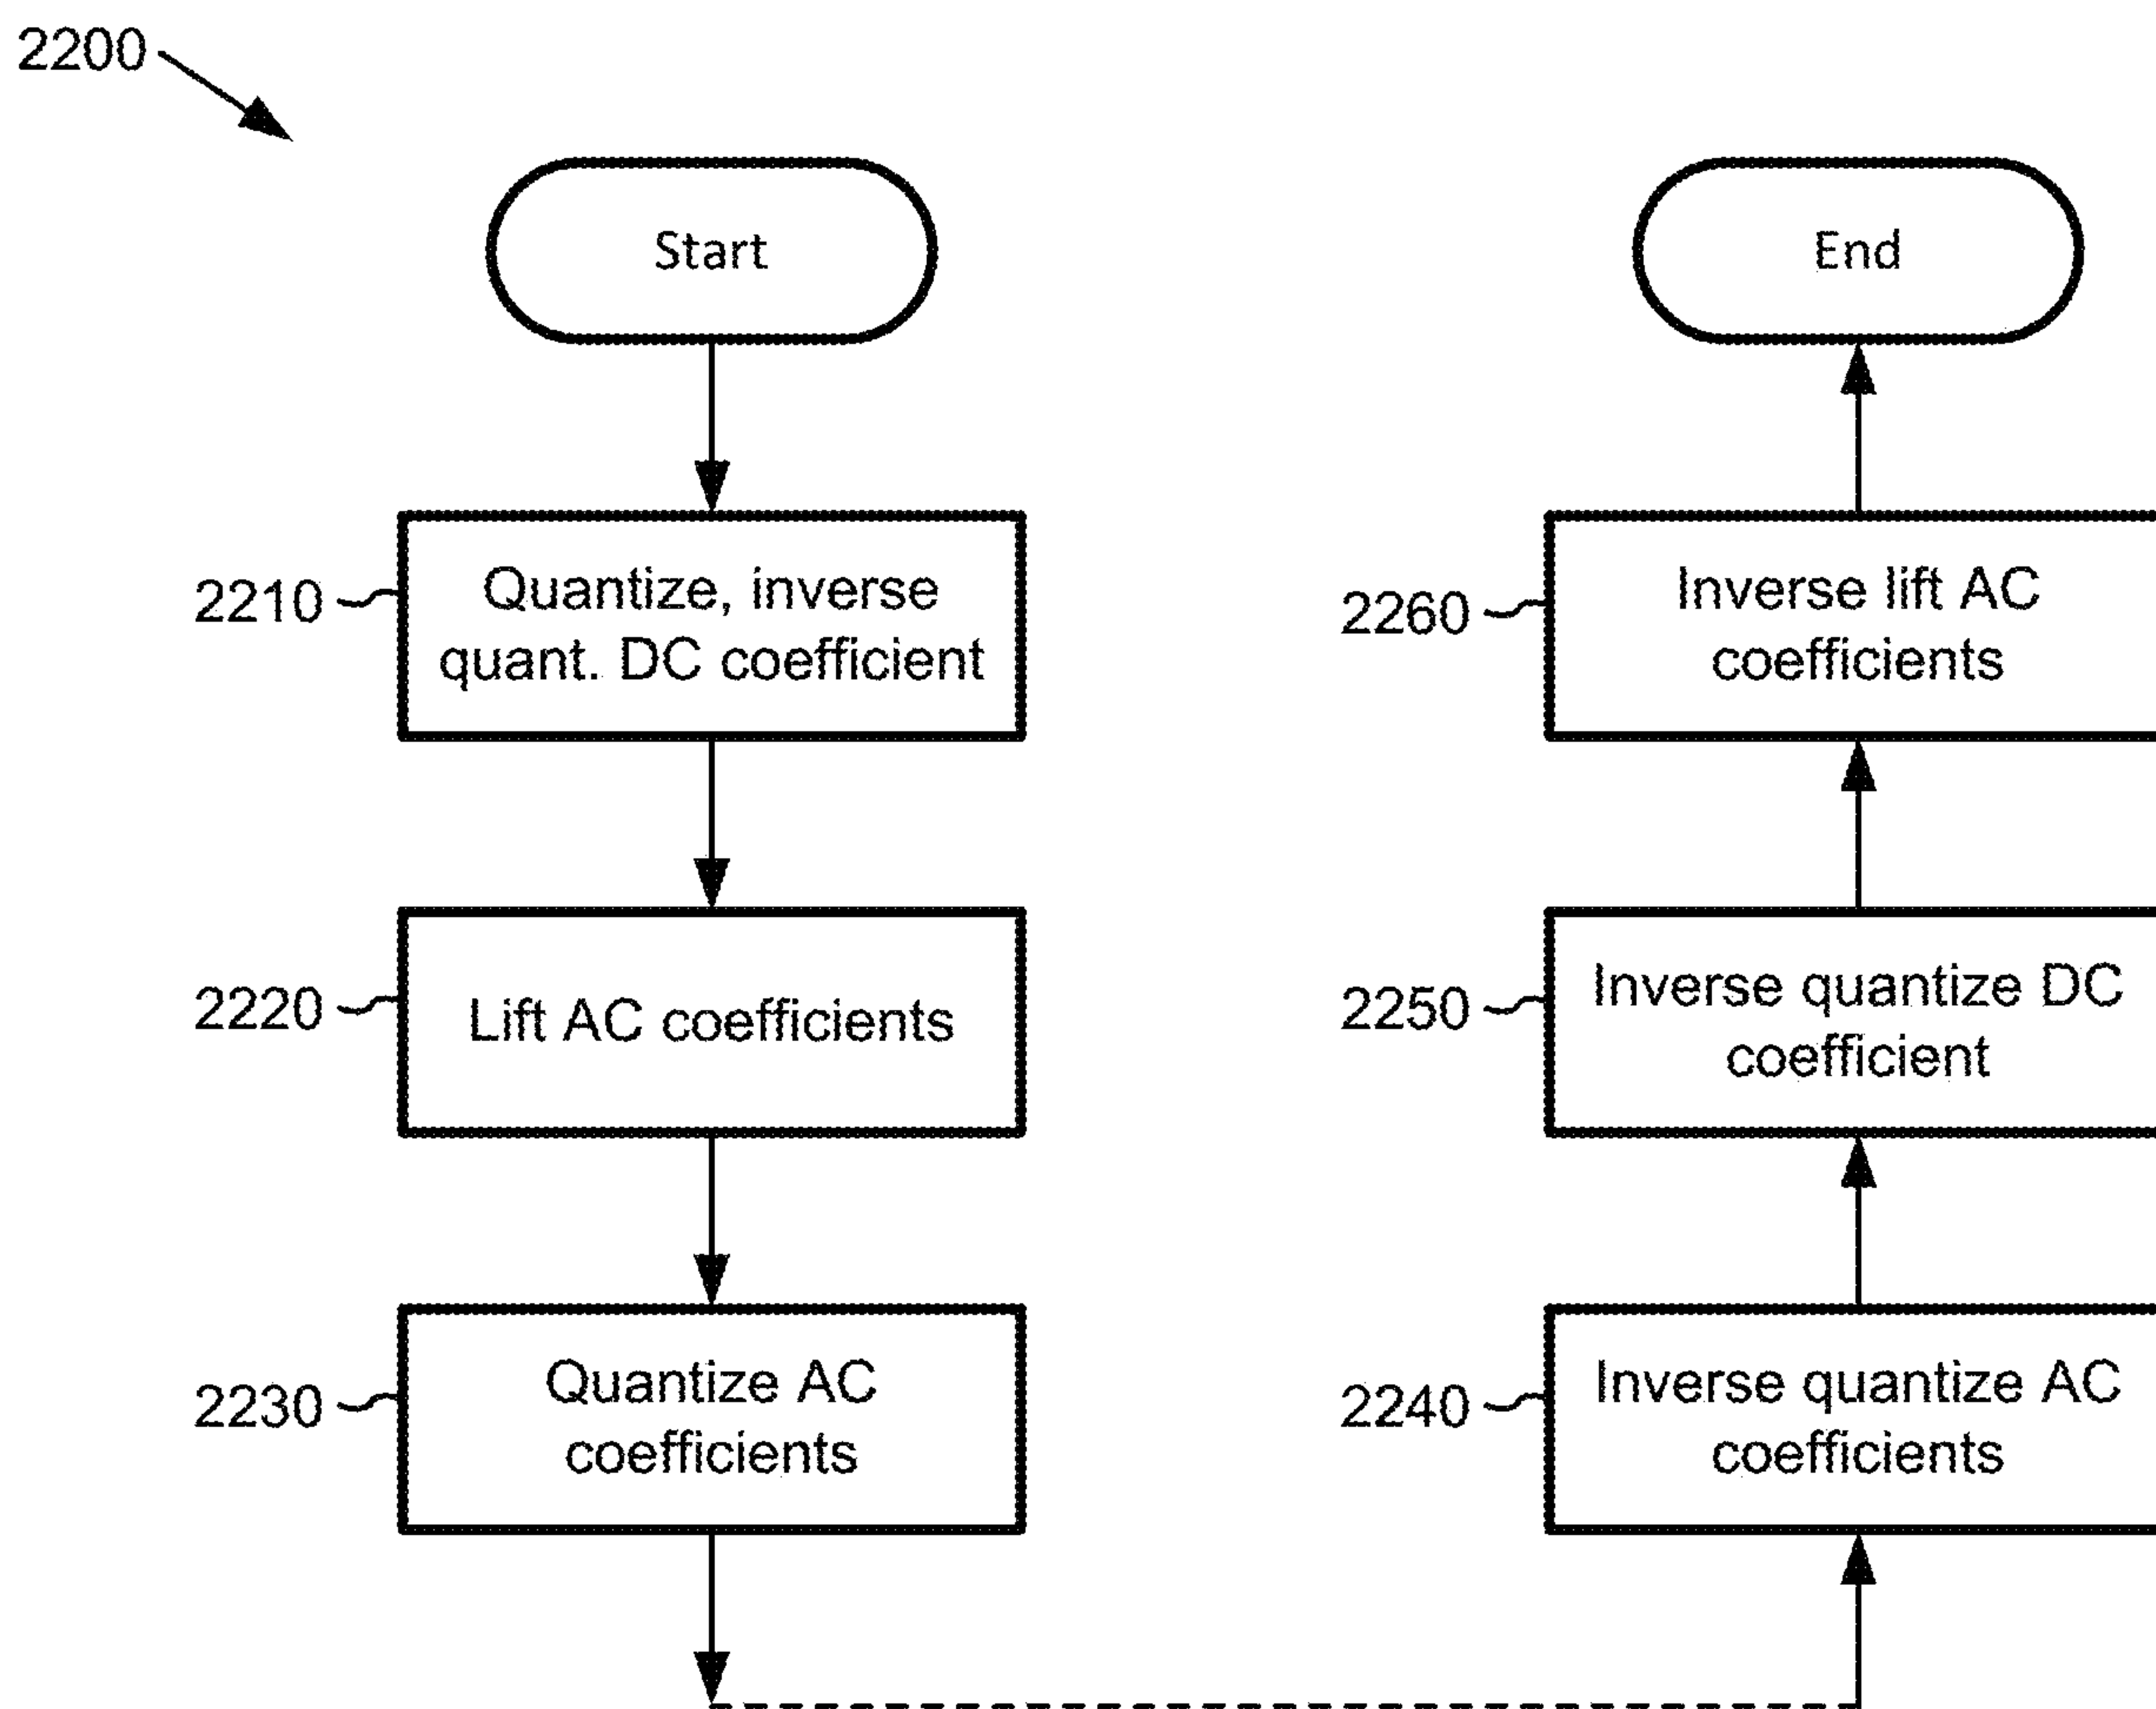 2200
Start
2210
Quantize, inverse
quant. DC coefficient
2220
Lift AC coefficients
2230
Quantize AC
coefficients
End
2260
Inverse lift AC
coefficients
2250
Inverse quantize DC
coefficient
2240
Inverse quantize AC
coefficients